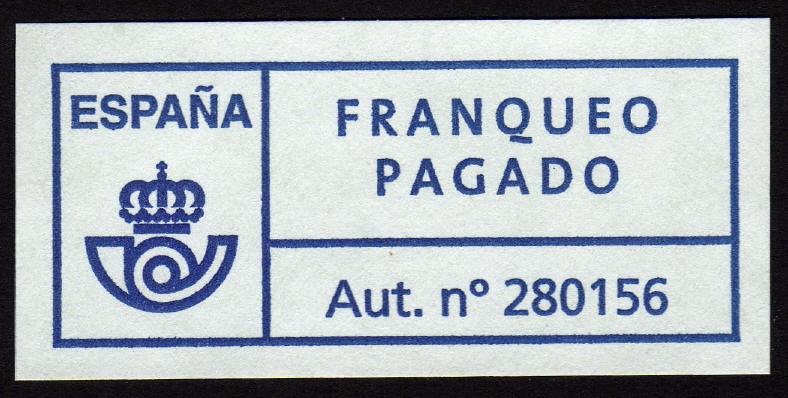 ESPAÑA
FRANQUEO
PAGADO
Aut. nº 280156